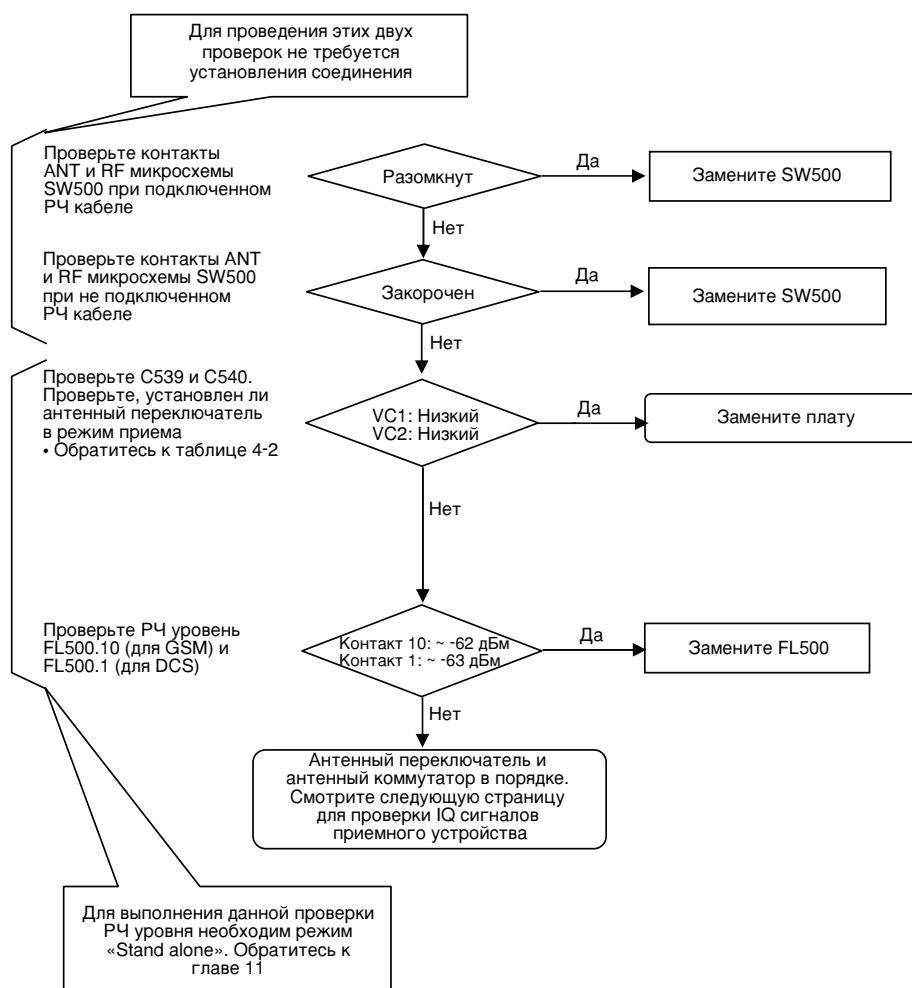 Для проведения этих двух
проверок не требуется
установления соединения
Проверьте контакты
ANT и RF микросхемы
SW500 при подключенном
РЧ кабеле
Разомкнут
Да
Замените SW500
Нет
Проверьте контакты ANT
и RF микросхемы SW500
при не подключенном
РЧ кабеле
Закорочен
Да
Замените SW500
Нет
Проверьте C539 и C540.
Проверьте, установлен ли
антенный переключатель
в режим приема
• Обратитесь к таблице 4-2
VC1: Низкий
VC2: Низкий
Да
Замените плату
Нет
Проверьте РЧ уровень
FL500.10 (для GSM) и
FL500.1 (для DCS)
Контакт 10: ~ -62 дБм
Контакт 1: ~ -63 дБм
Да
Замените FL500
Нет
Антенный переключатель и
антенный коммутатор в порядке.
Смотрите следующую страницу
для проверки IQ сигналов
приемного устройства
Для выполнения данной проверки
РЧ уровня необходим режим
«Stand alone». Обратитесь к
главе 11